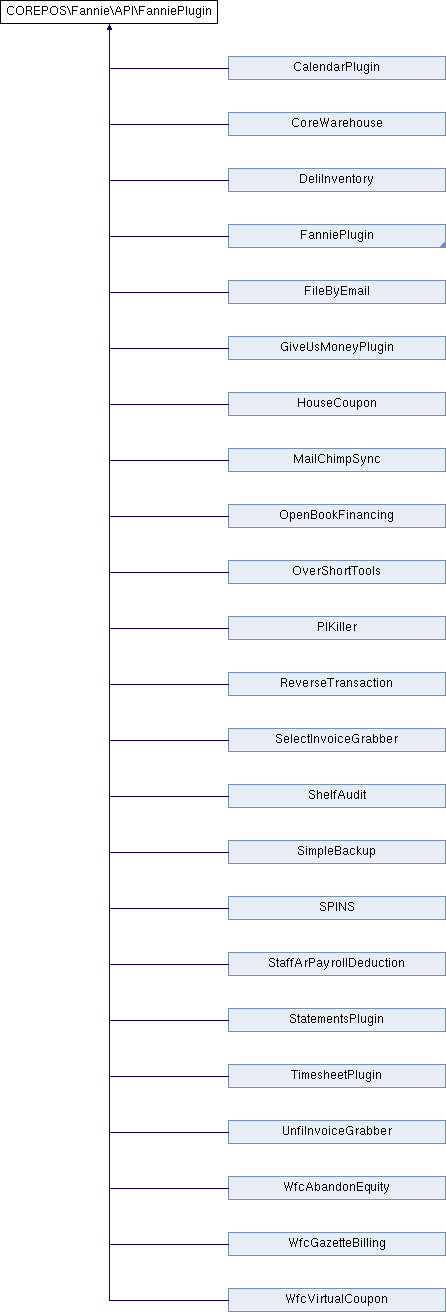 COREPOS\Fannie\API\FanniePlugin
CalendarPlugin
CoreWarehouse
DeliInventory
FanniePlugin
FileByEmail
GiveUsMoneyPlugin
HouseCoupon
MailChimpSync
OpenBookFinancing
OverShortTools
PIKiller
ReverseTransaction
SelectInvoiceGrabber
ShelfAudit
SimpleBackup
SPINS
StaffArPayrollDeduction
StatementsPlugin
TimesheetPlugin
UnfiInvoiceGrabber
WfcAbandonEquity
WfcGazetteBilling
WfcVirtualCoupon